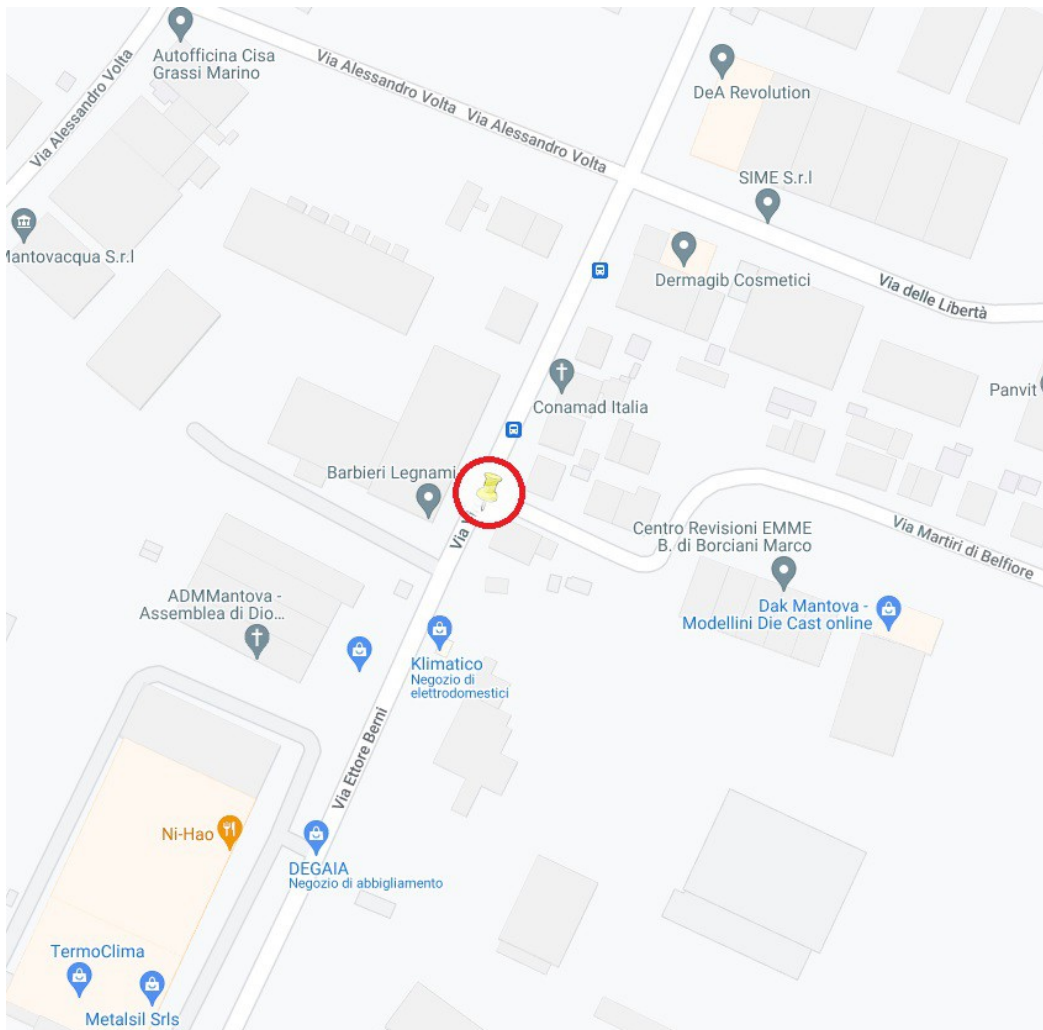 Autofficina Cisa
Grassi Marino
Via Alessandro Volta
Via Alessandro Volta
Via Alessandro Volta
DeA Revolution
SIME S.r.l
Mantovacqua S.r.l
Dermagib Cosmetici
Via delle Libertà
Conamad Italia
Panvit
Barbieri Legnami
Via
Centro Revisioni EMME
B. di Borciani Marco
Via Martiri di Belfiore
ADMMantova -
Assemblea di Dio...
Dak Mantova -
Modellini Die Cast online
Klimatico
Negozio di
elettrodomestici
Via Ettore Berni
Ni-Hao
DEGAIA
Negozio di abbigliamento
TermoClima
Metalsil Srls